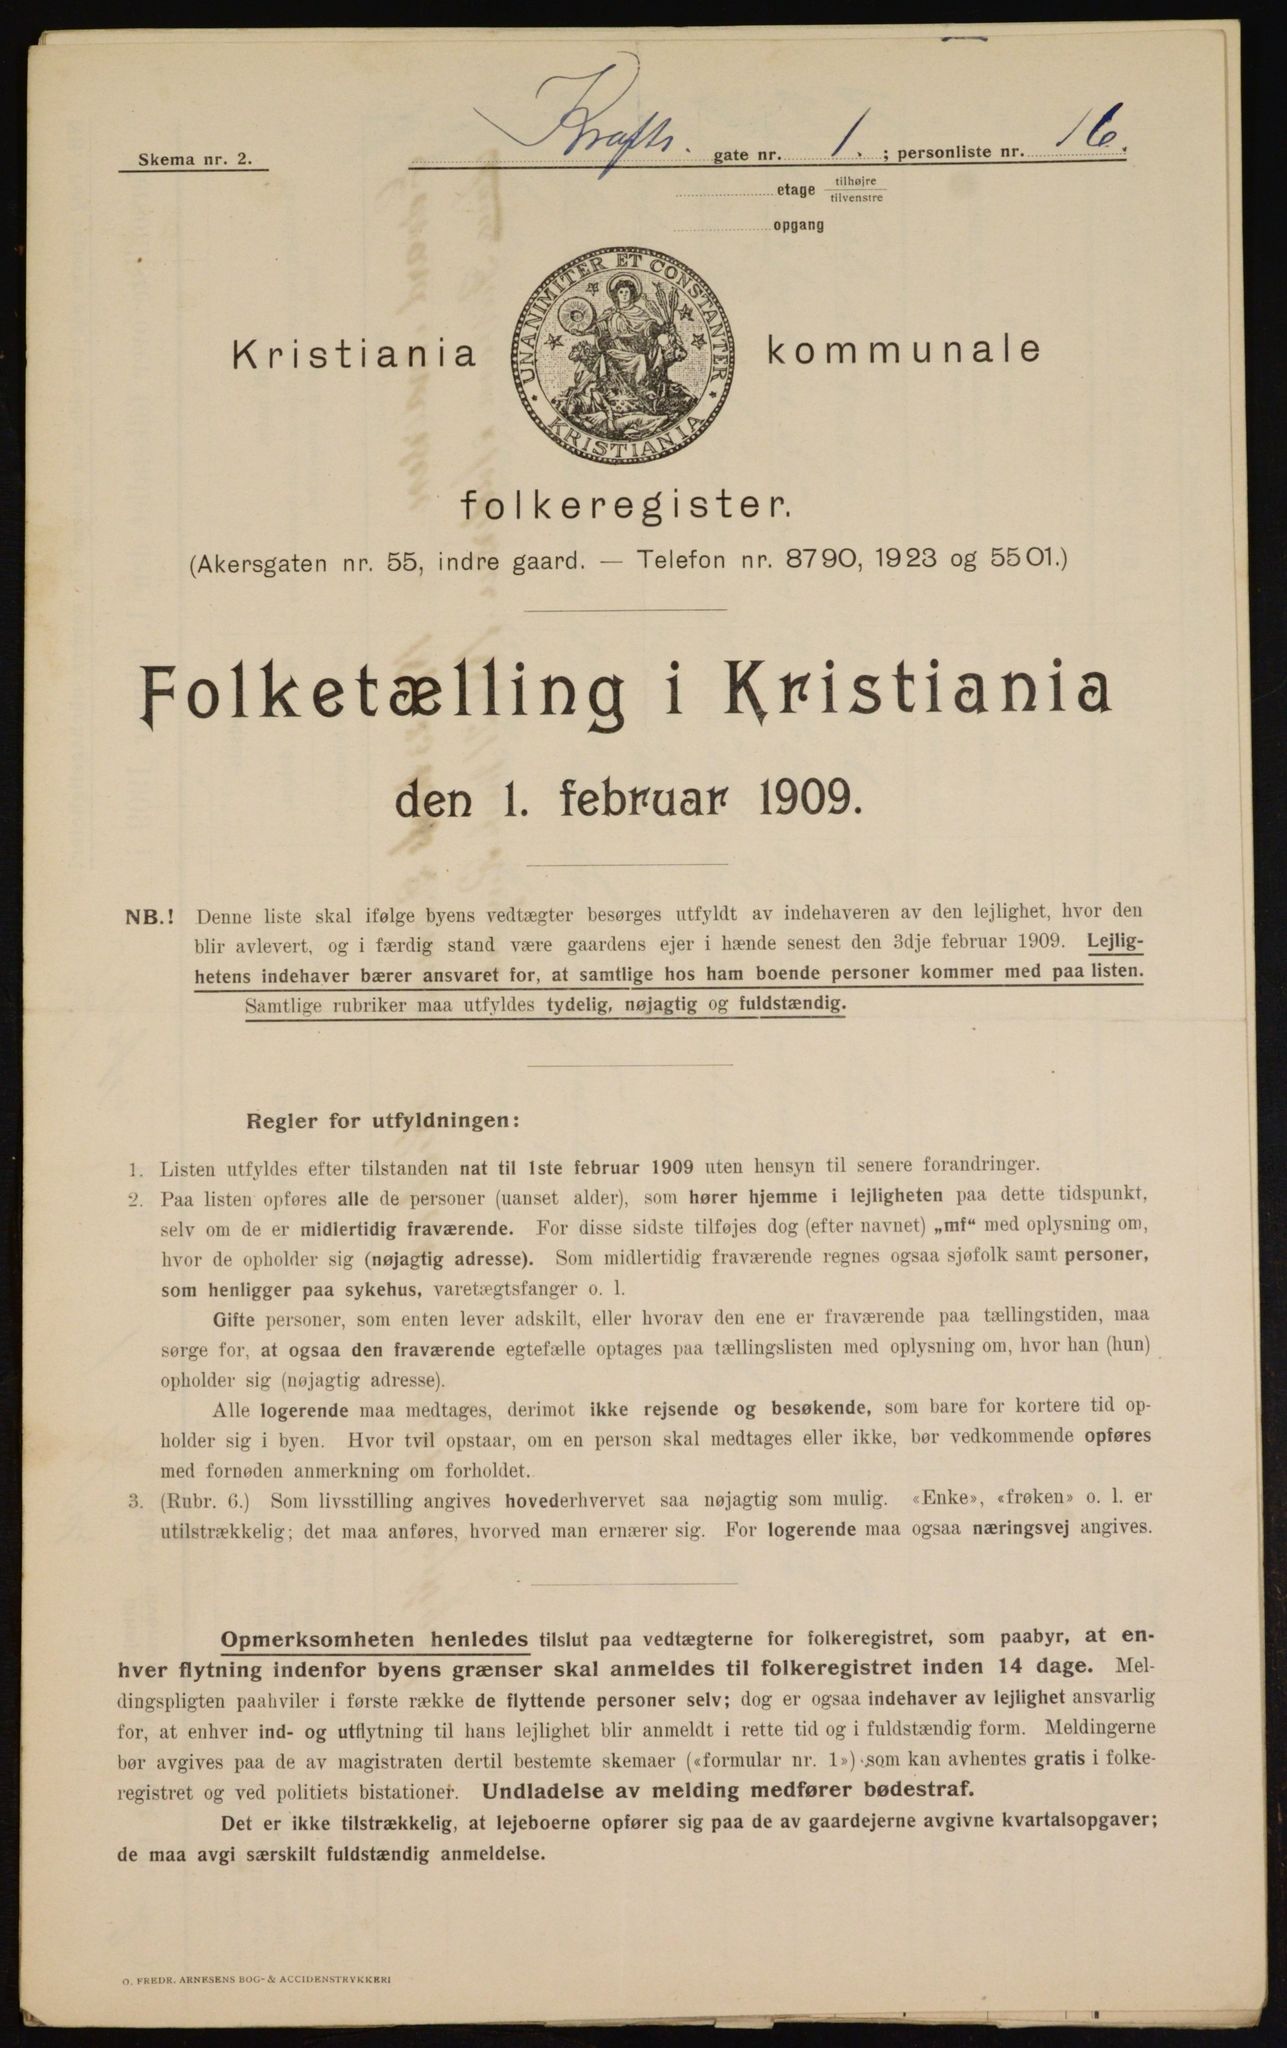 Skema nr. 2.
Krafts. gate nr. 1. ; personliste nr. 16.
etage tilhøjre
tilvenstre
opgang
UNANIMITER ET CONSTANTER
KRISTIANIA
Kristiania kommunale
folkeregister.
(Akersgaten nr. 55, indre gaard. — Telefon nr. 8790, 1923 og 5501.)
Folketælling i Kristiania
den 1. februar 1909.
NB.! Denne liste skal ifølge byens vedtægter besørges utfyldt av indehaveren av den lejlighet, hvor den
blir avlevert, og i færdig stand være gaardens ejer i hænde senest den 3dje februar 1909. Lejlig-
hetens indehaver bærer ansvaret for, at samtlige hos ham boende personer kommer med paa listen.
Samtlige rubriker maa utfyldes tydelig, nøjagtig og fuldstændig.
Regler for utfyldningen:
1. Listen utfyldes efter tilstanden nat til 1ste februar 1909 uten hensyn til senere forandringer.
2. Paa listen opføres alle de personer (uanset alder), som hører hjemme i lejligheten paa dette tidspunkt,
selv om de er midlertidig fraværende. For disse sidste tilføjes dog (efter navnet) „mf“ med oplysning om,
hvor de opholder sig (nøjagtig adresse). Som midlertidig fraværende regnes ogsaa sjøfolk samt personer,
som henligger paa sykehus, varetægtsfanger o. l.
Gifte personer, som enten lever adskilt, eller hvorav den ene er fraværende paa tællingstiden, maa
sørge for, at ogsaa den fraværende egtefælle optages paa tællingslisten med oplysning om, hvor han (hun)
opholder sig (nøjagtig adresse).
Alle logerende maa medtages, derimot ikke rejsende og besøkende, som bare for kortere tid op-
holder sig i byen. Hvor tvil opstaar, om en person skal medtages eller ikke, bør vedkommende opføres
med fornøden anmerkning om forholdet.
3. (Rubr. 6.) Som livsstilling angives hovederhvervet saa nøjagtig som mulig. «Enke», «frøken» o. l. er
utilstrækkelig; det maa anføres, hvorved man ernærer sig. For logerende maa ogsaa næringsvej angives.
Opmerksomheten henledes tilslut paa vedtægterne for folkeregistret, som paabyr, at en-
hver flytning indenfor byens grænser skal anmeldes til folkeregistret inden 14 dage. Mel-
dingspligten paahviler i første række de flyttende personer selv; dog er ogsaa indehaver av lejlighet ansvarlig
for, at enhver ind- og utflytning til hans lejlighet blir anmeldt i rette tid og i fuldstændig form. Meldingerne
bør avgives paa de av magistraten dertil bestemte skemaer («formular nr. 1») som kan avhentes gratis i folke-
registret og ved politiets bistationer. Undladelse av melding medfører bødestraf.
Det er ikke tilstrækkelig, at lejeboerne opfører sig paa de av gaardejerne avgivne kvartalsopgaver;
de maa avgi særskilt fuldstændig anmeldelse.
O. FREDR. ARNESENS BOG- & ACCIDENSTRYKKERI